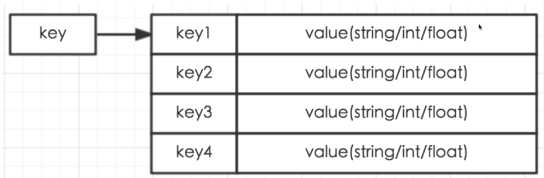 key key1 value(string/int/float)
key2 value(string/int/float)
key3 value(string/int/float)
key4 value(string/int/float)